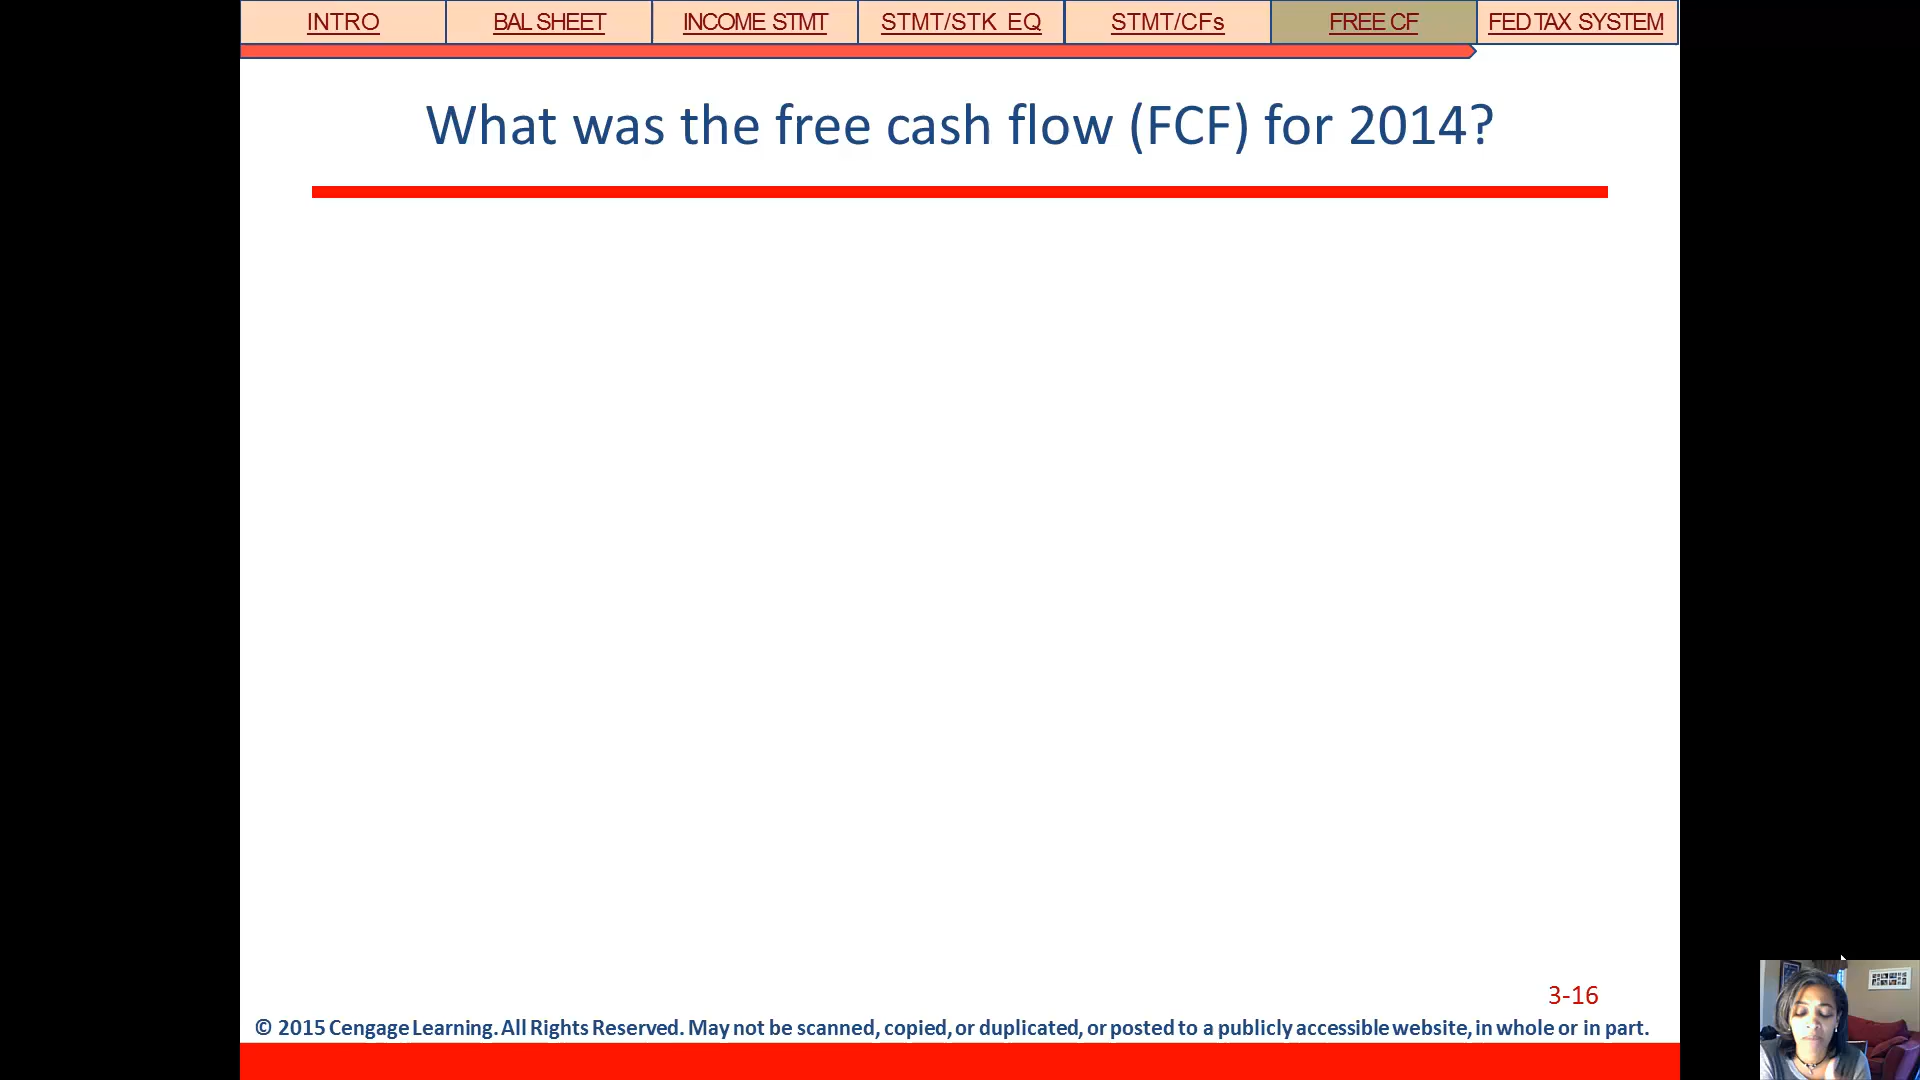 INTRO
BAL SHEET
INCOME STMT
STMT/STK EQ
STMT/CFs
FREE CF
FED TAX SYSTEM
What was the free cash flow (FCF) for 2014?
3-16
© 2015 Cengage Learning. All Rights Reserved. May not be scanned, copied, or duplicated, or posted to a publicly accessible website, in whole or in part.